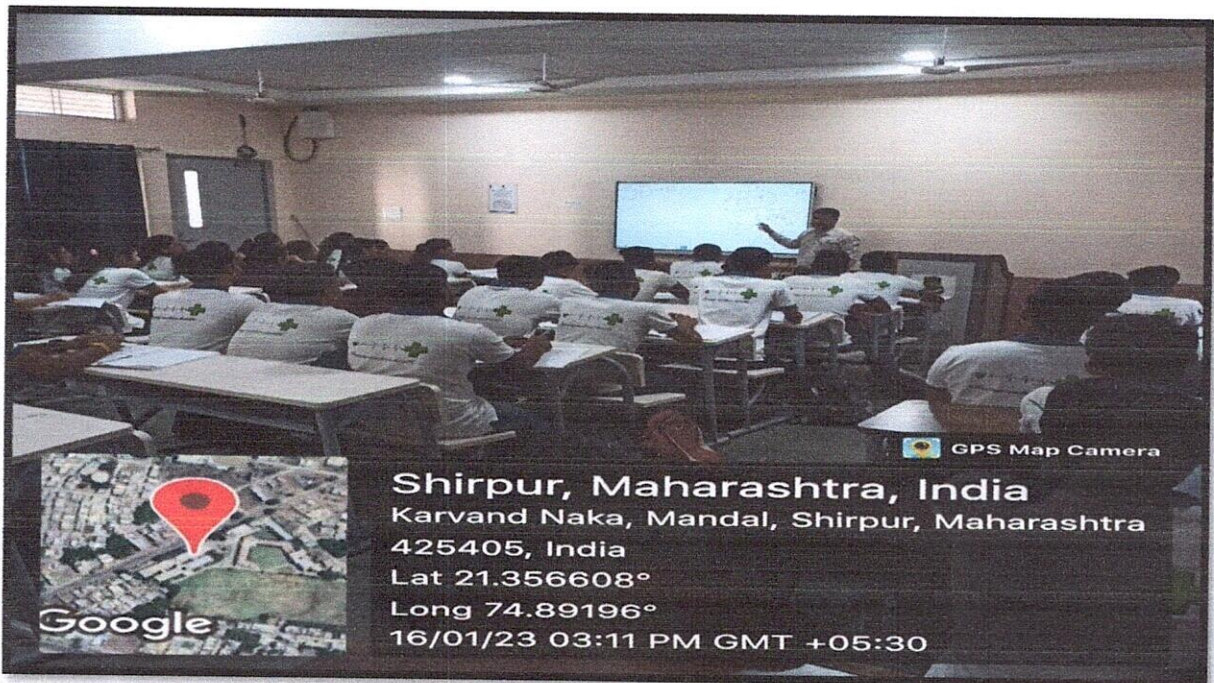 GPS Map Camera
Shirpur, Maharashtra, India
Karvand Naka, Mandal, Shirpur, Maharashtra
425405, India
Lat 21.356608°
Long 74.89196°
16/01/23 03:11 PM GMT +05:30
Google